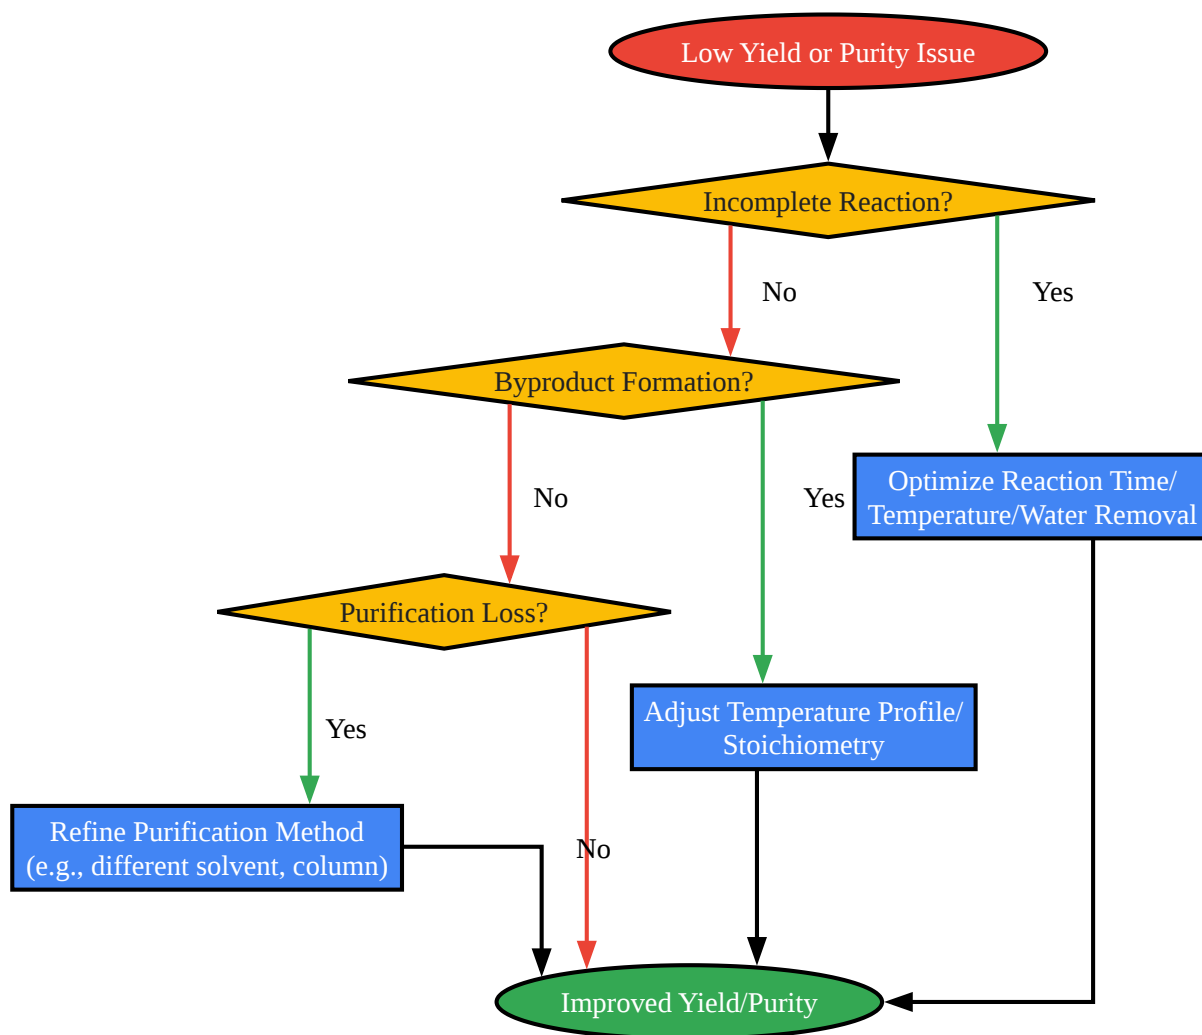 Low Yield or Purity Issue
Incomplete Reaction?
No
Yes
Byproduct Formation?
No
Yes
Optimize Reaction Time/
Temperature/Water Removal
Purification Loss?
Yes
No
Adjust Temperature Profile/
Stoichiometry
Refine Purification Method
(e.g., different solvent, column)
Improved Yield/Purity